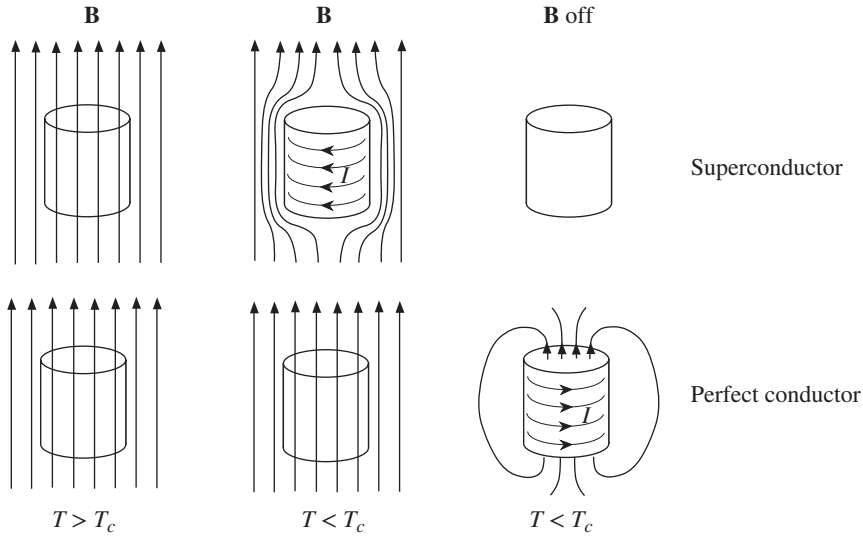 B B B off
I
Superconductor
I
Perfect conductor
T > T_c T < T_c T < T_c